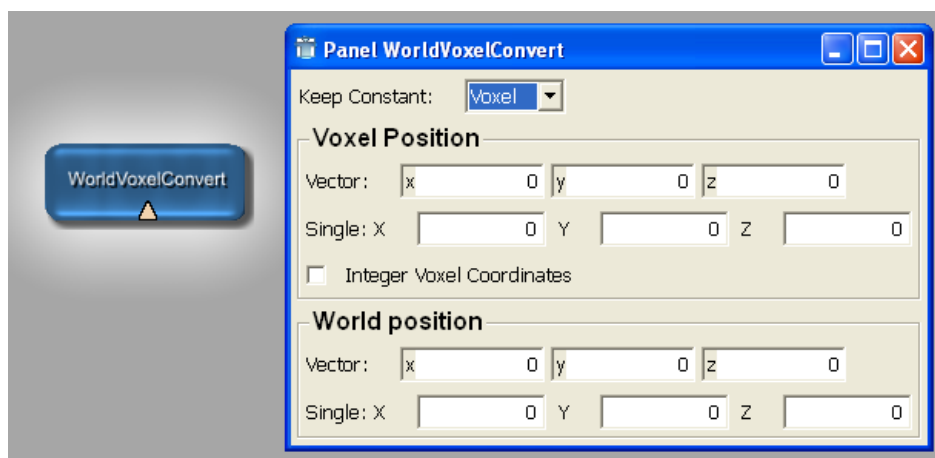 Panel WorldVoxelConvert
Keep Constant: Voxel
Voxel Position
WorldVoxelConvert
Vector: x 0 y 0 z 0
Single: X 0 Y 0 Z 0
Integer Voxel Coordinates
World position
Vector: x 0 y 0 z 0
Single: X 0 Y 0 Z 0